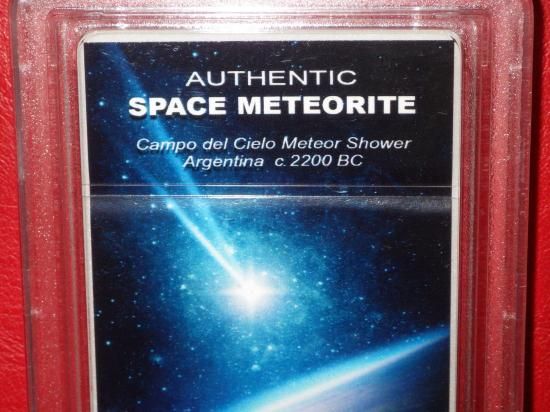 AUTHENTIC
SPACE METEORITE
Campo del Cielo Meteor Shower
Argentina c.2200 BC